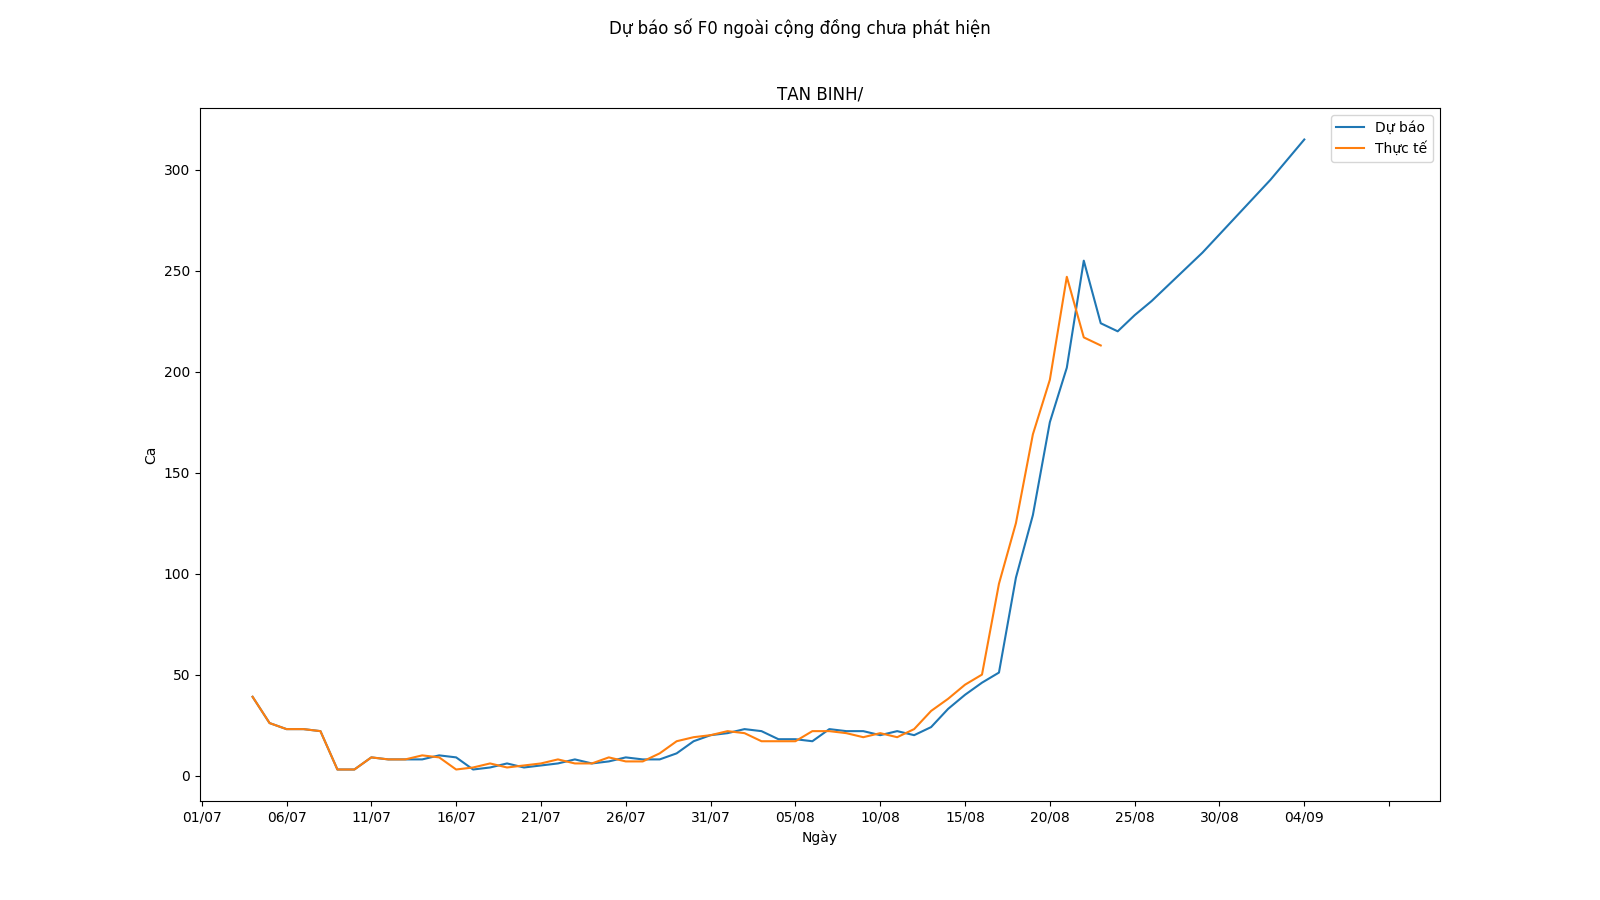 Dự báo số F0 ngoài cộng đồng chưa phát hiện
TAN BINH/
Dự báo
Thực tế
300
250
200
150
100
50
0
Ca
01/07 06/07 11/07 16/07 21/07 26/07 31/07 05/08 10/08 15/08 20/08 25/08 30/08 04/09
Ngày